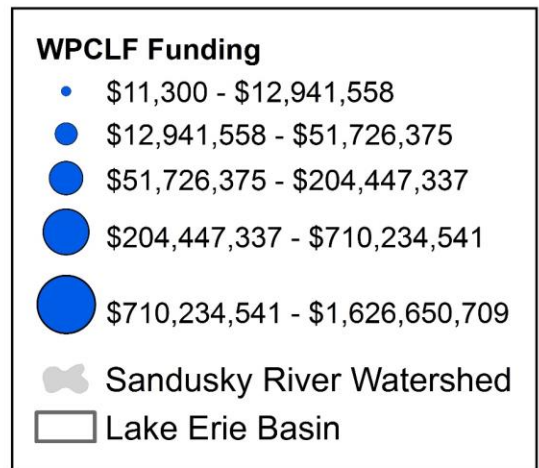 WPCLF Funding
$11,300 - $12,941,558
$12,941,558 - $51,726,375
$51,726,375 - $204,447,337
$204,447,337 - $710,234,541
$710,234,541 - $1,626,650,709
Sandusky River Watershed
Lake Erie Basin